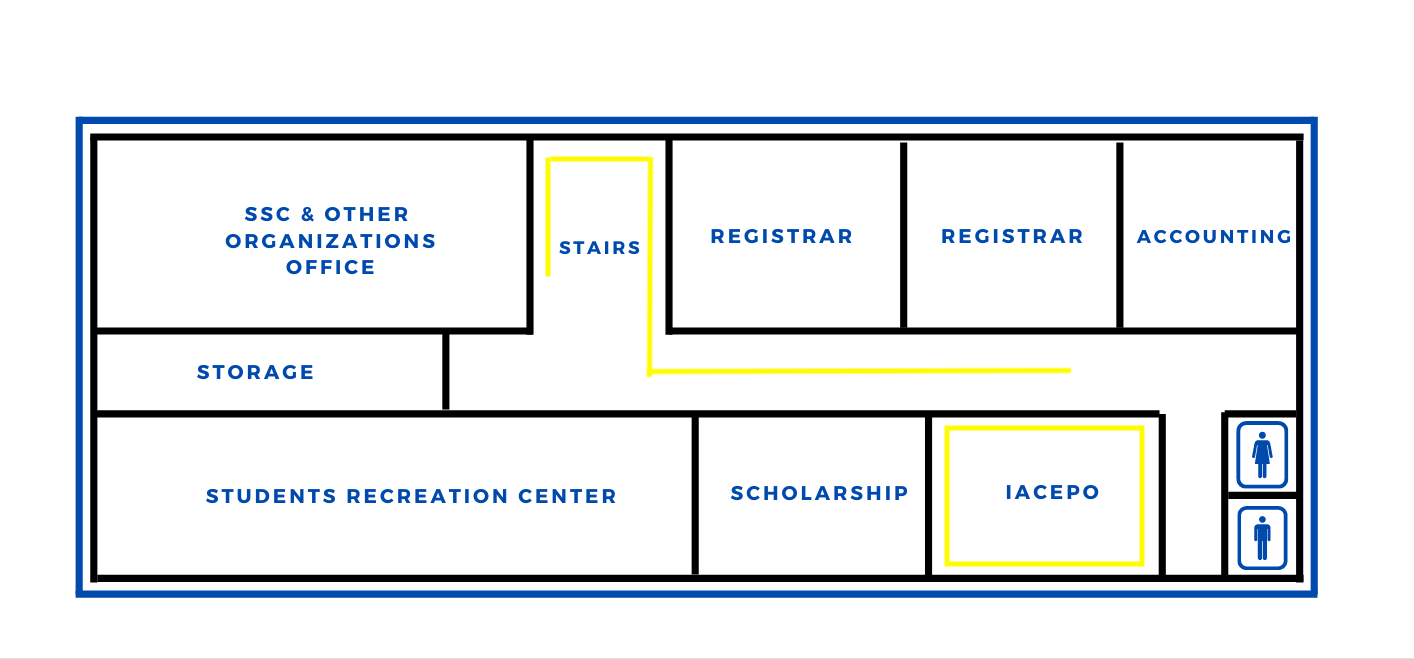 SSC & OTHER
ORGANIZATIONS
OFFICE
STAIRS
REGISTRAR
REGISTRAR
ACCOUNTING
STORAGE
STUDENTS RECREATION CENTER
SCHOLARSHIP
IACEPO